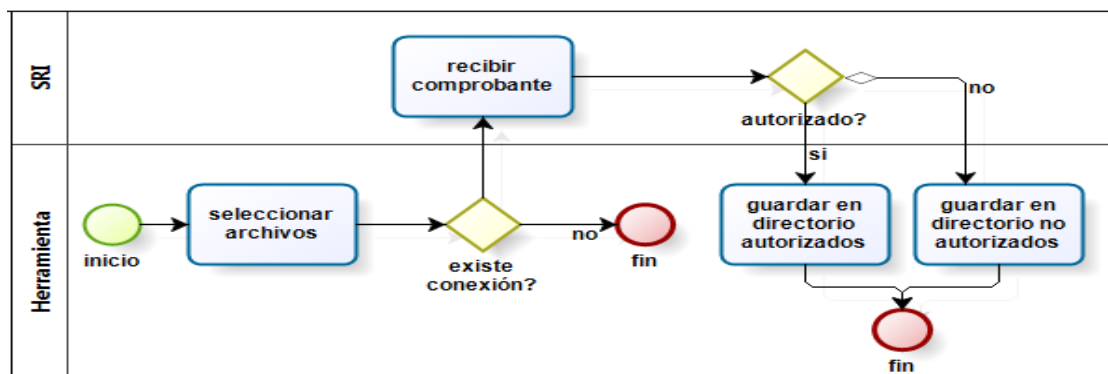 SRI
recibir
comprobante
autorizado?
no
si
Herramienta
inicio
seleccionar
archivos
existe
conexión?
no
fin
guardar en
directorio
autorizados
guardar en
directorio no
autorizados
fin